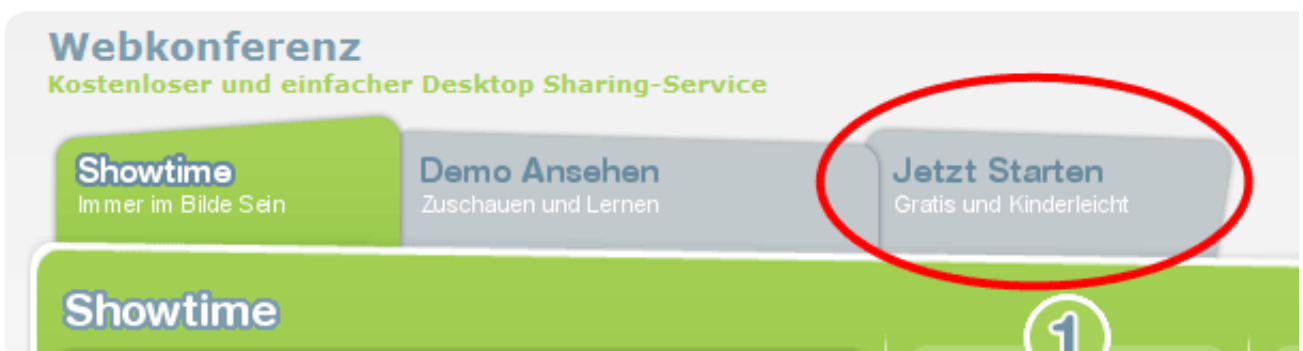 Webkonferenz
Kostenloser und einfacher Desktop Sharing-Service
Showtime
Immer im Bilde Sein
Demo Ansehen
Zuschauen und Lernen
Jetzt Starten
Gratis und Kinderleicht
Showtime
1